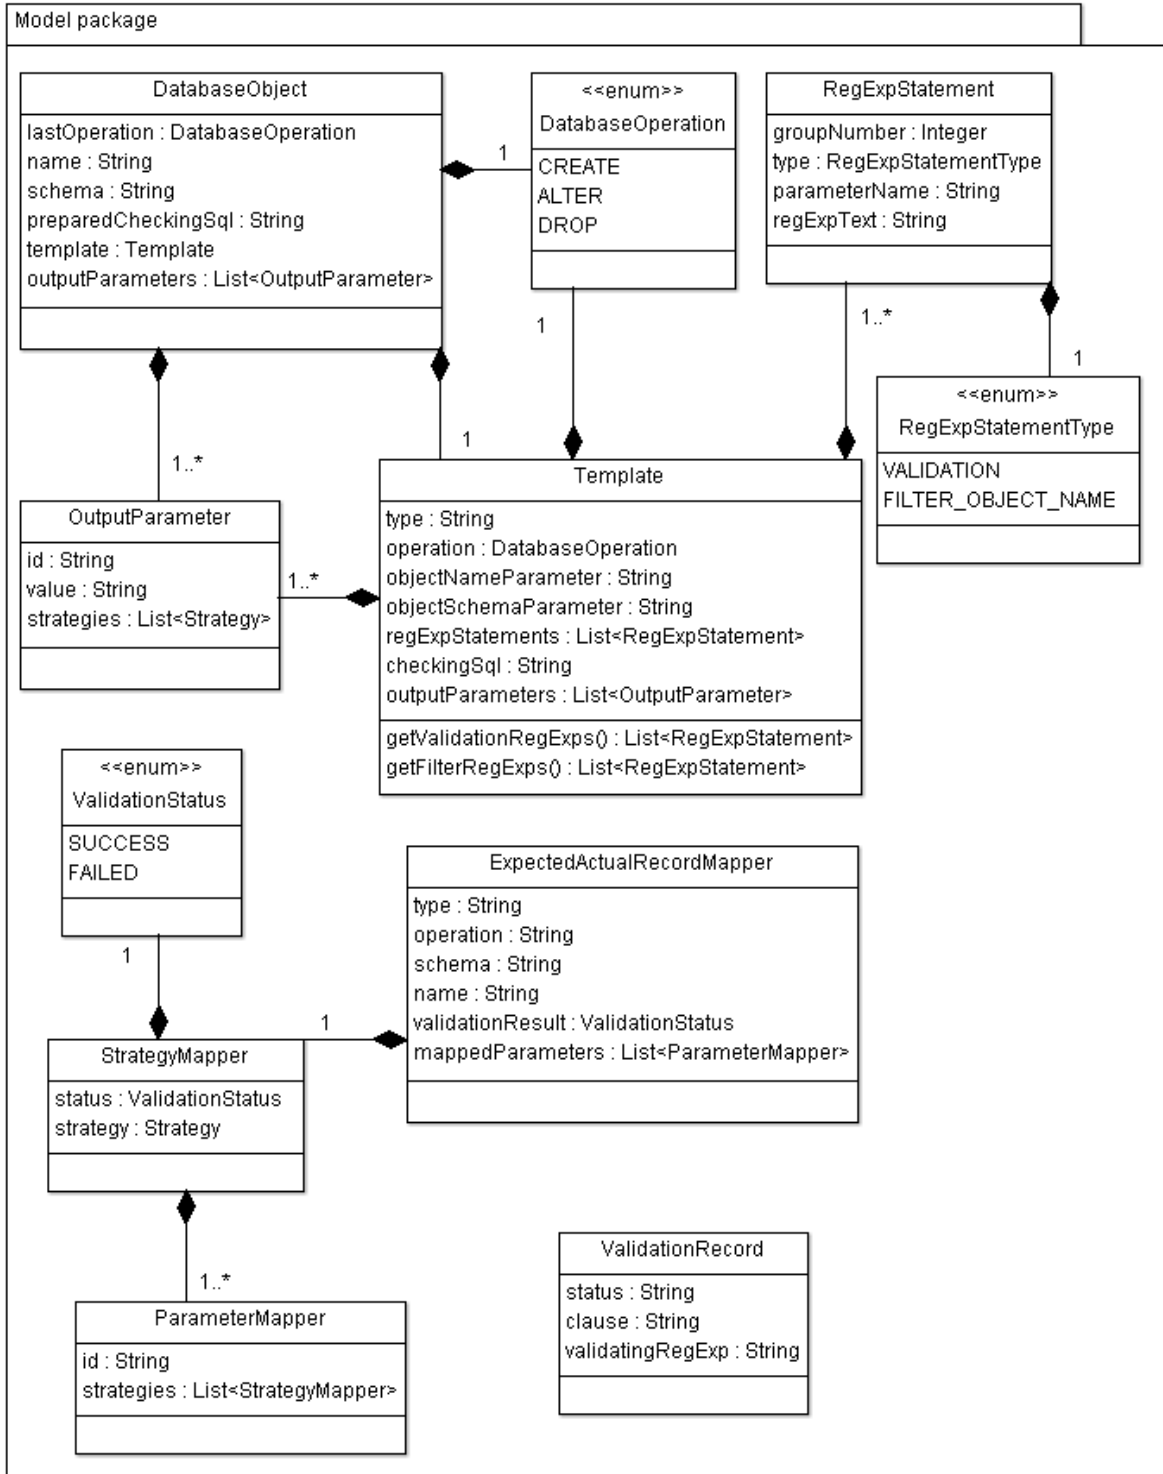 Model package
DatabaseObject
lastOperation : DatabaseOperation
name : String
schema : String
preparedCheckingSql : String
template : Template
outputParameters : List<OutputParameter>
1
<<enum>>
DatabaseOperation
CREATE
ALTER
DROP
RegExpStatement
groupNumber : Integer
type : RegExpStatementType
parameterName : String
regExpText : String
1
1..*
1
<<enum>>
RegExpStatementType
VALIDATION
FILTER_OBJECT_NAME
1..*
1
OutputParameter
id : String
value : String
strategies : List<Strategy>
1..*
Template
type : String
operation : DatabaseOperation
objectNameParameter : String
objectSchemaParameter : String
regExpStatements : List<RegExpStatement>
checkingSql : String
outputParameters : List<OutputParameter>
getValidationRegExps() : List<RegExpStatement>
getFilterRegExps() : List<RegExpStatement>
<<enum>>
ValidationStatus
SUCCESS
FAILED
1
ExpectedActualRecordMapper
type : String
operation : String
schema : String
name : String
validationResult : ValidationStatus
mappedParameters : List<ParameterMapper>
1
StrategyMapper
status : ValidationStatus
strategy : Strategy
1..*
ParameterMapper
id : String
strategies : List<StrategyMapper>
ValidationRecord
status : String
clause : String
validatingRegExp : String